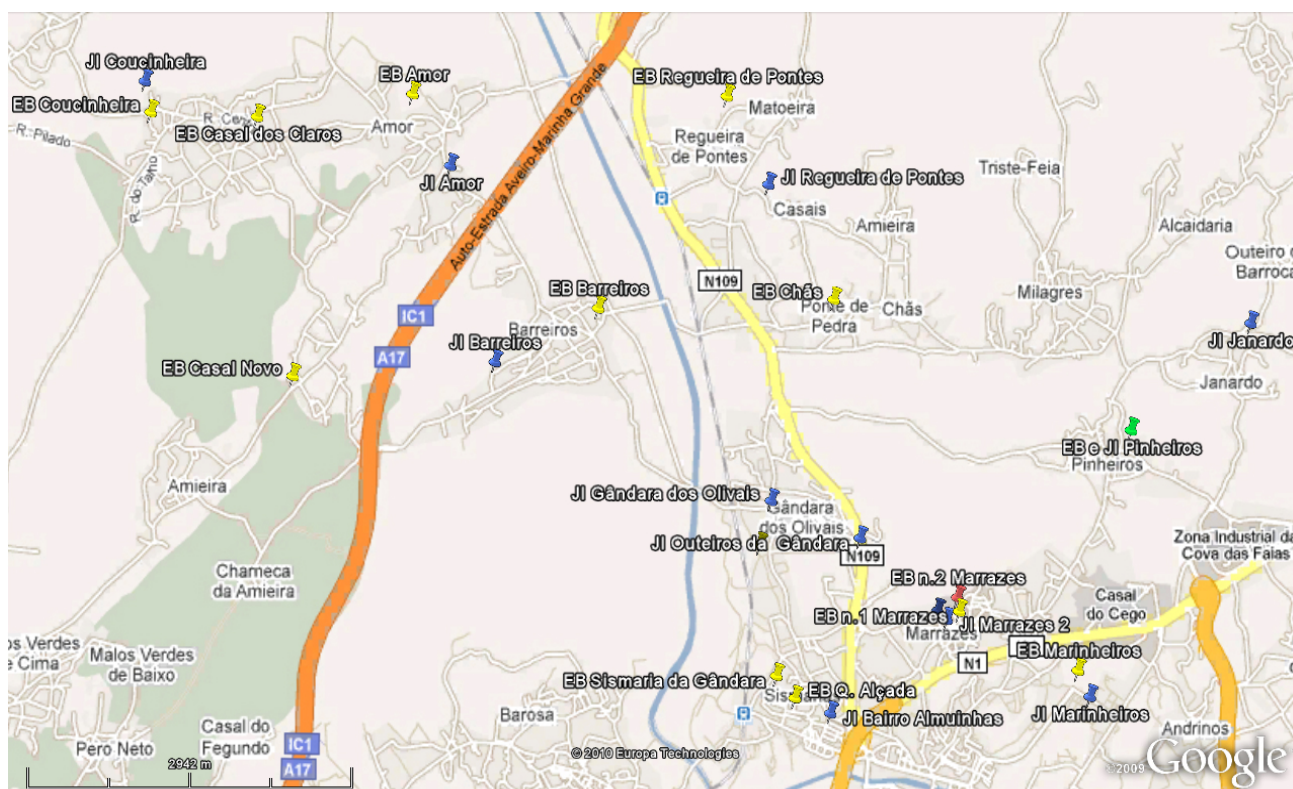 JI Coucinheira
EB Coucinheira
R. Pilado
R. do Tamo
EB Casal dos Claros
EB Amor
Amor
JI Amor
Auto-Estrada Aveiro-Marinha Grande
EB Regueira de Pontes
Matoeira
Regueira
de Pontes
JI Regueira de Pontes
Casais
Amieira
Triste-Feia
Alcaidaria
Milagres
N109
EB Chãs
Ponte de
Pedra
Chãs
JI Janardo
Janardo
EB Barreiros
Barreiros
JI Barreiros
IC1
A17
EB Casal Novo
Amieira
Chameca
da Amieira
EB e JI Pinheiros
Pinheiros
JI Gândara dos Olivais
Gândara
dos Olivais
JI Outeiros da Gândara
N109
Zona Industrial da
Cova das Faias
EB n.2 Marrazes
EB n.1 Marrazes
JI Marrazes 2
Marrazes
Casal
do Cego
N1
EB Marinheiros
JI Marinheiros
Andrinos
Malos Verdes
de Baixo
EB Sismaria da Gândara
EB Q. Alçada
JI Bairro Almuinhas
Barosa
Casal do
Fegundo
Pero Neto
IC1
A17
2942 m
© 2010 Europa Technologies
©2009 Google